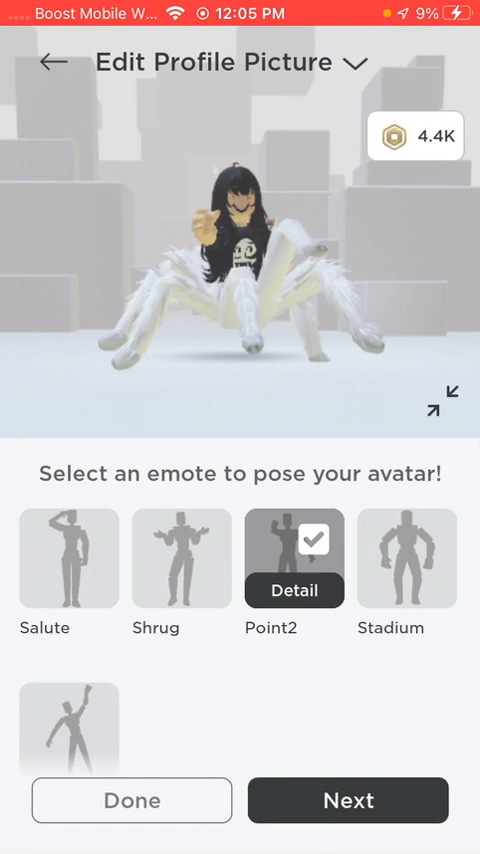 Boost Mobile W... 12:05 PM 9%
Edit Profile Picture
4.4K
Select an emote to pose your avatar!
Detail
Salute Shrug Point2 Stadium
Done Next